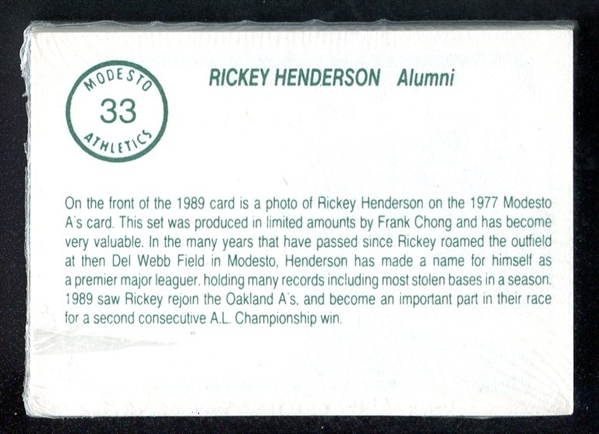 MODESTO
33
ATHLETICS
RICKEY HENDERSON Alumni
On the front of the 1989 card is a photo of Rickey Henderson on the 1977 Modesto
A's card. This set was produced in limited amounts by Frank Chong and has become
very valuable. In the many years that have passed since Rickey roamed the outfield
at then Del Webb Field in Modesto, Henderson has made a name for himself as
a premier major leaguer, holding many records including most stolen bases in a season.
1989 saw Rickey rejoin the Oakland A's, and become an important part in their race
for a second consecutive A.L. Championship win.